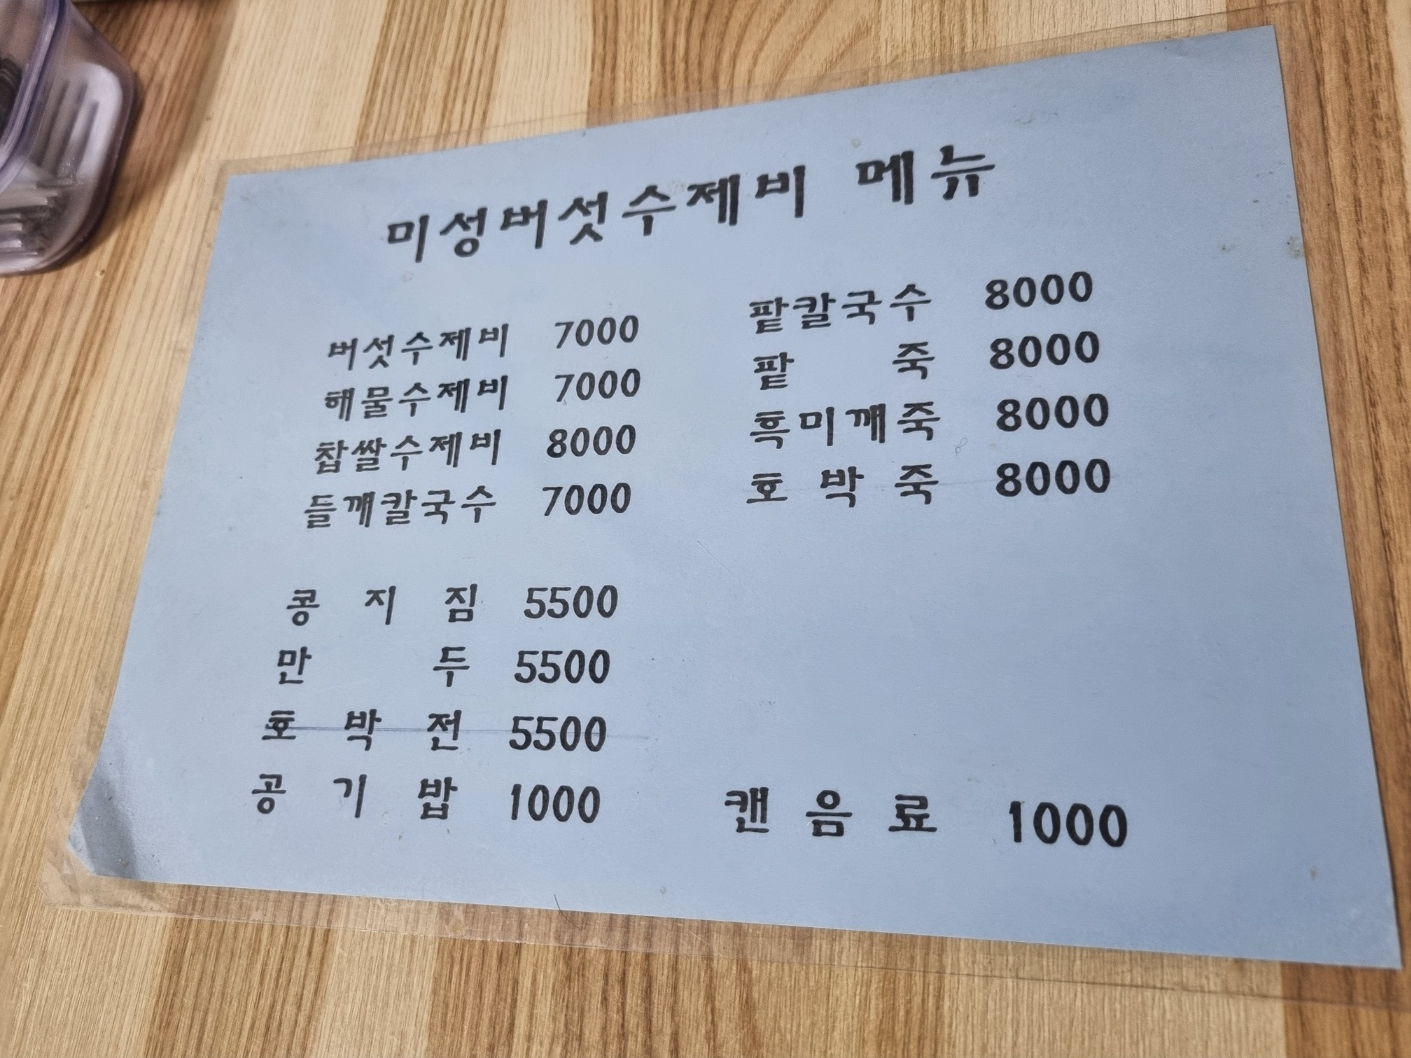 미성버섯수제비 메뉴
버섯수제비 7000
해물수제비 7000
찹쌀수제비 8000
들깨칼국수 7000
팥칼국수 8000
팥 죽 8000
흑미깨죽 8000
호 박 죽 8000
콩 지 짐 5500
만 두 5500
호 박 전 5500
공 기 밥 1000
캔 음 료 1000